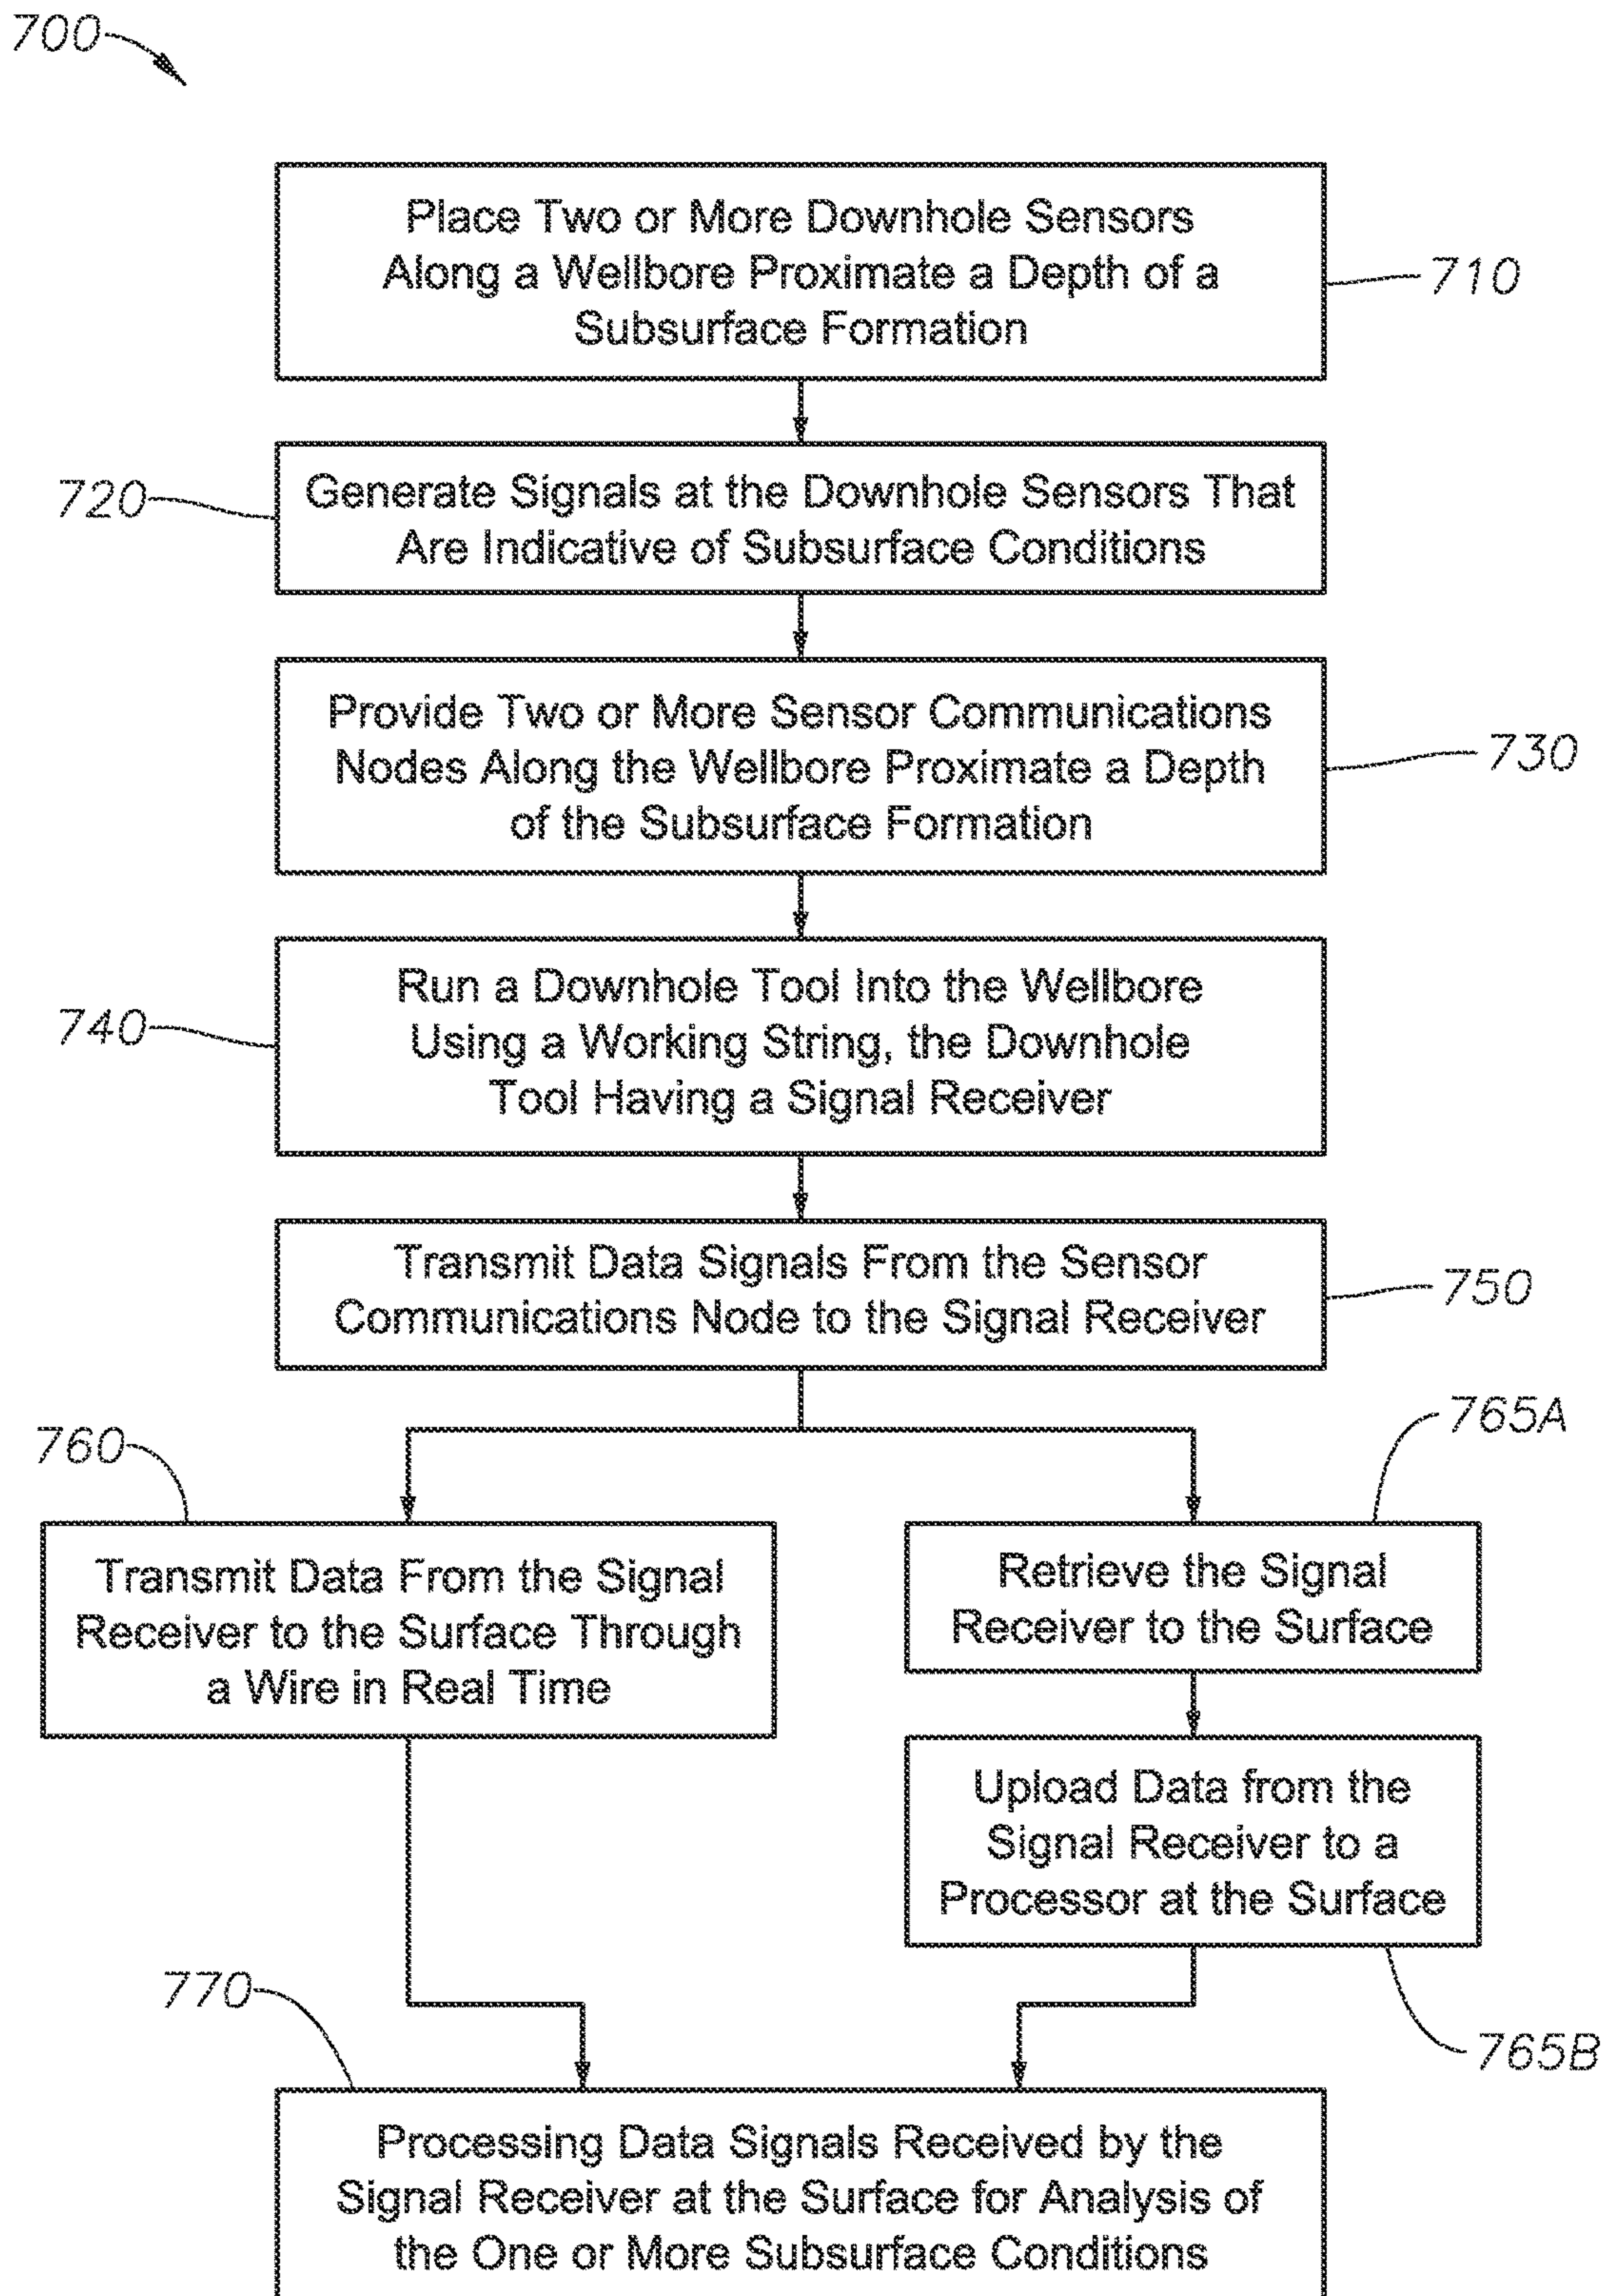 700
Place Two or More Downhole Sensors
Along a Wellbore Proximate a Depth of a
Subsurface Formation
710
720
Generate Signals at the Downhole Sensors That
Are Indicative of Subsurface Conditions
Provide Two or More Sensor Communications
Nodes Along the Wellbore Proximate a Depth
of the Subsurface Formation
730
740
Run a Downhole Tool Into the Wellbore
Using a Working String, the Downhole
Tool Having a Signal Receiver
Transmit Data Signals From the Sensor
Communications Node to the Signal Receiver
750
760
Transmit Data From the Signal
Receiver to the Surface Through
a Wire in Real Time
765A
Retrieve the Signal
Receiver to the Surface
Upload Data from the
Signal Receiver to a
Processor at the Surface
765B
770
Processing Data Signals Received by the
Signal Receiver at the Surface for Analysis of
the One or More Subsurface Conditions